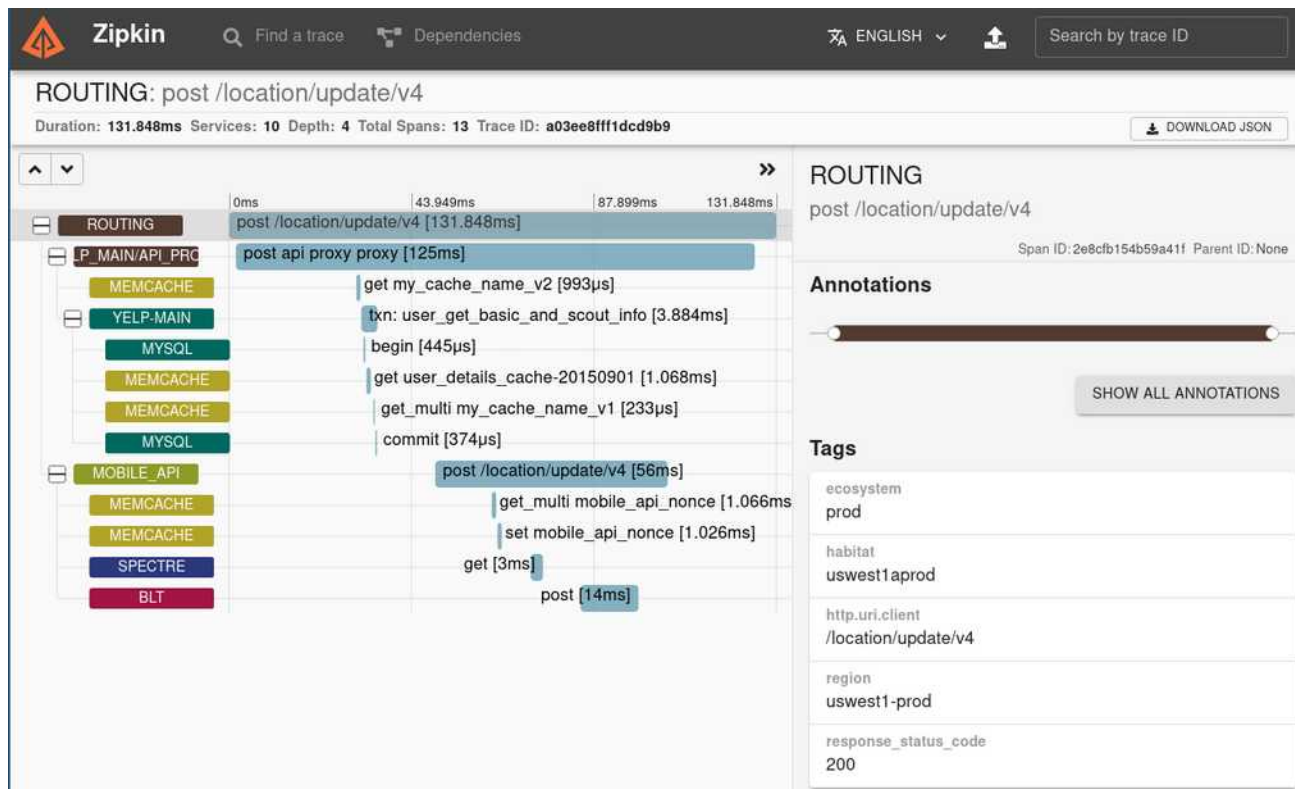 Zipkin
Find a trace
Dependencies
ENGLISH
Search by trace ID
ROUTING: post /location/update/v4
Duration: 131.848ms Services: 10 Depth: 4 Total Spans: 13 Trace ID: a03ee8fff1dcd9b9
DOWNLOAD JSON
0ms 43.949ms 87.899ms 131.848ms
ROUTING post /location/update/v4 [131.848ms]
LP_MAIN/API_PRO post api proxy proxy [125ms]
MEMCACHE get my_cache_name_v2 [993µs]
YELP-MAIN txn: user_get_basic_and_scout_info [3.884ms]
MYSQL begin [445µs]
MEMCACHE get user_details_cache-20150901 [1.068ms]
MEMCACHE get_multi my_cache_name_v1 [233µs]
MYSQL commit [374µs]
MOBILE_API post /location/update/v4 [56ms]
MEMCACHE get_multi mobile_api_nonce [1.066ms
MEMCACHE set mobile_api_nonce [1.026ms]
SPECTRE get [3ms]
BLT post [14ms]
ROUTING
post /location/update/v4
Span ID: 2e8cfb154b59a41f Parent ID: None
Annotations
SHOW ALL ANNOTATIONS
Tags
ecosystem
prod
habitat
uswest1aprod
http.uri.client
/location/update/v4
region
uswest1-prod
response_status_code
200